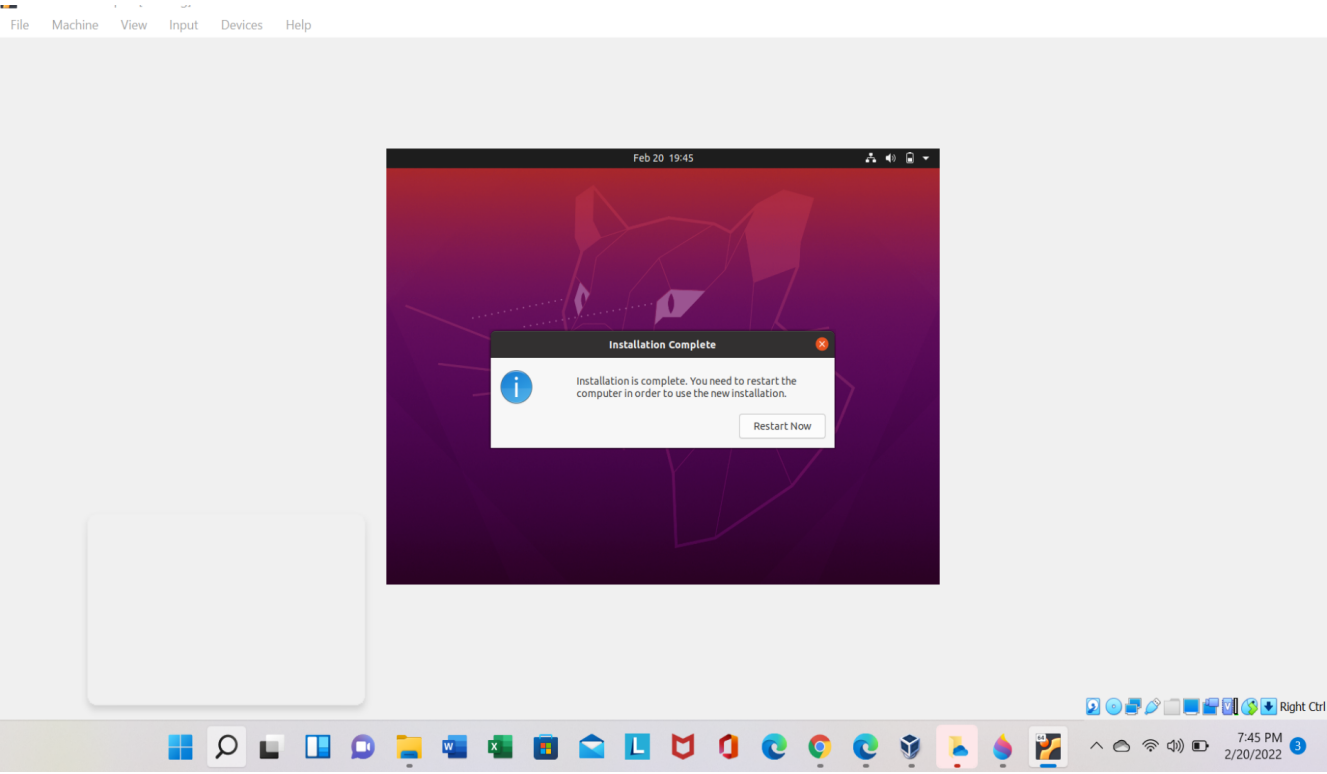 File Machine View Input Devices Help
Feb 20 19:45
Installation Complete
Installation is complete. You need to restart the
computer in order to use the new installation.
Restart Now
Right Ctrl
7:45 PM
2/20/2022
3